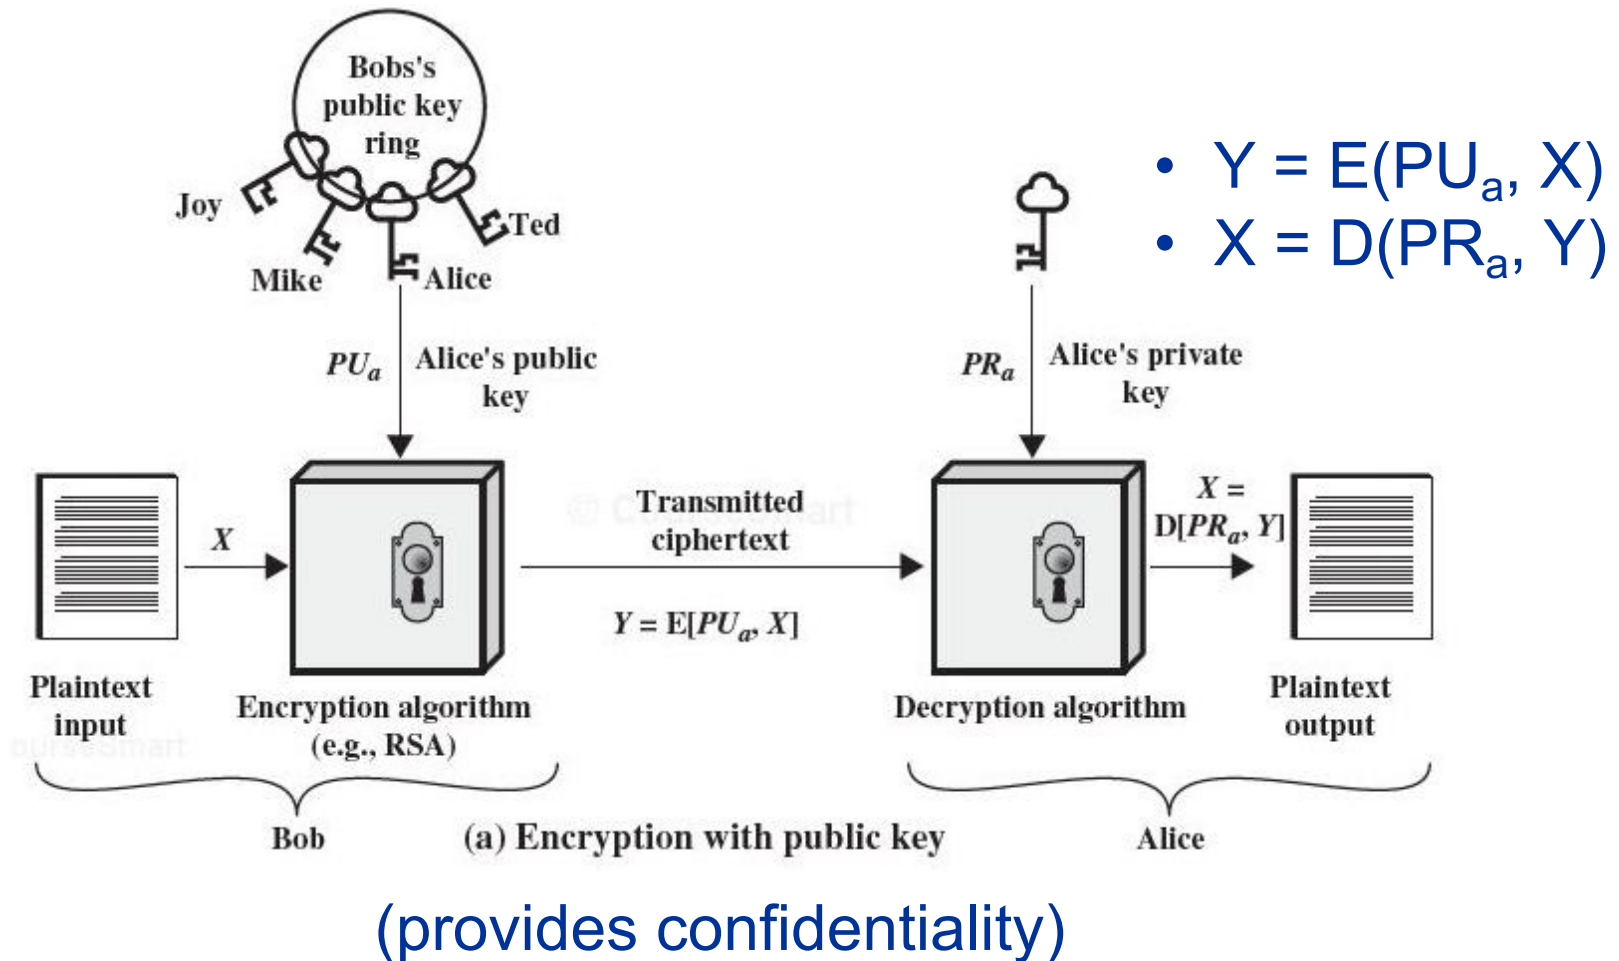 Bobs's
public key
ring
Joy
Mike
Alice
Ted
• Y = E(PUa, X)
• X = D(PRa, Y)
PUa
Alice's public
key
PRa
Alice's private
key
X
© CourseSmart
Transmitted
ciphertext
Y = E[PUa, X]
X =
D[PRa, Y]
Plaintext
input
Encryption algorithm
(e.g., RSA)
Decryption algorithm
Plaintext
output
ourseSmart
Bob
(a) Encryption with public key
Alice
(provides confidentiality)